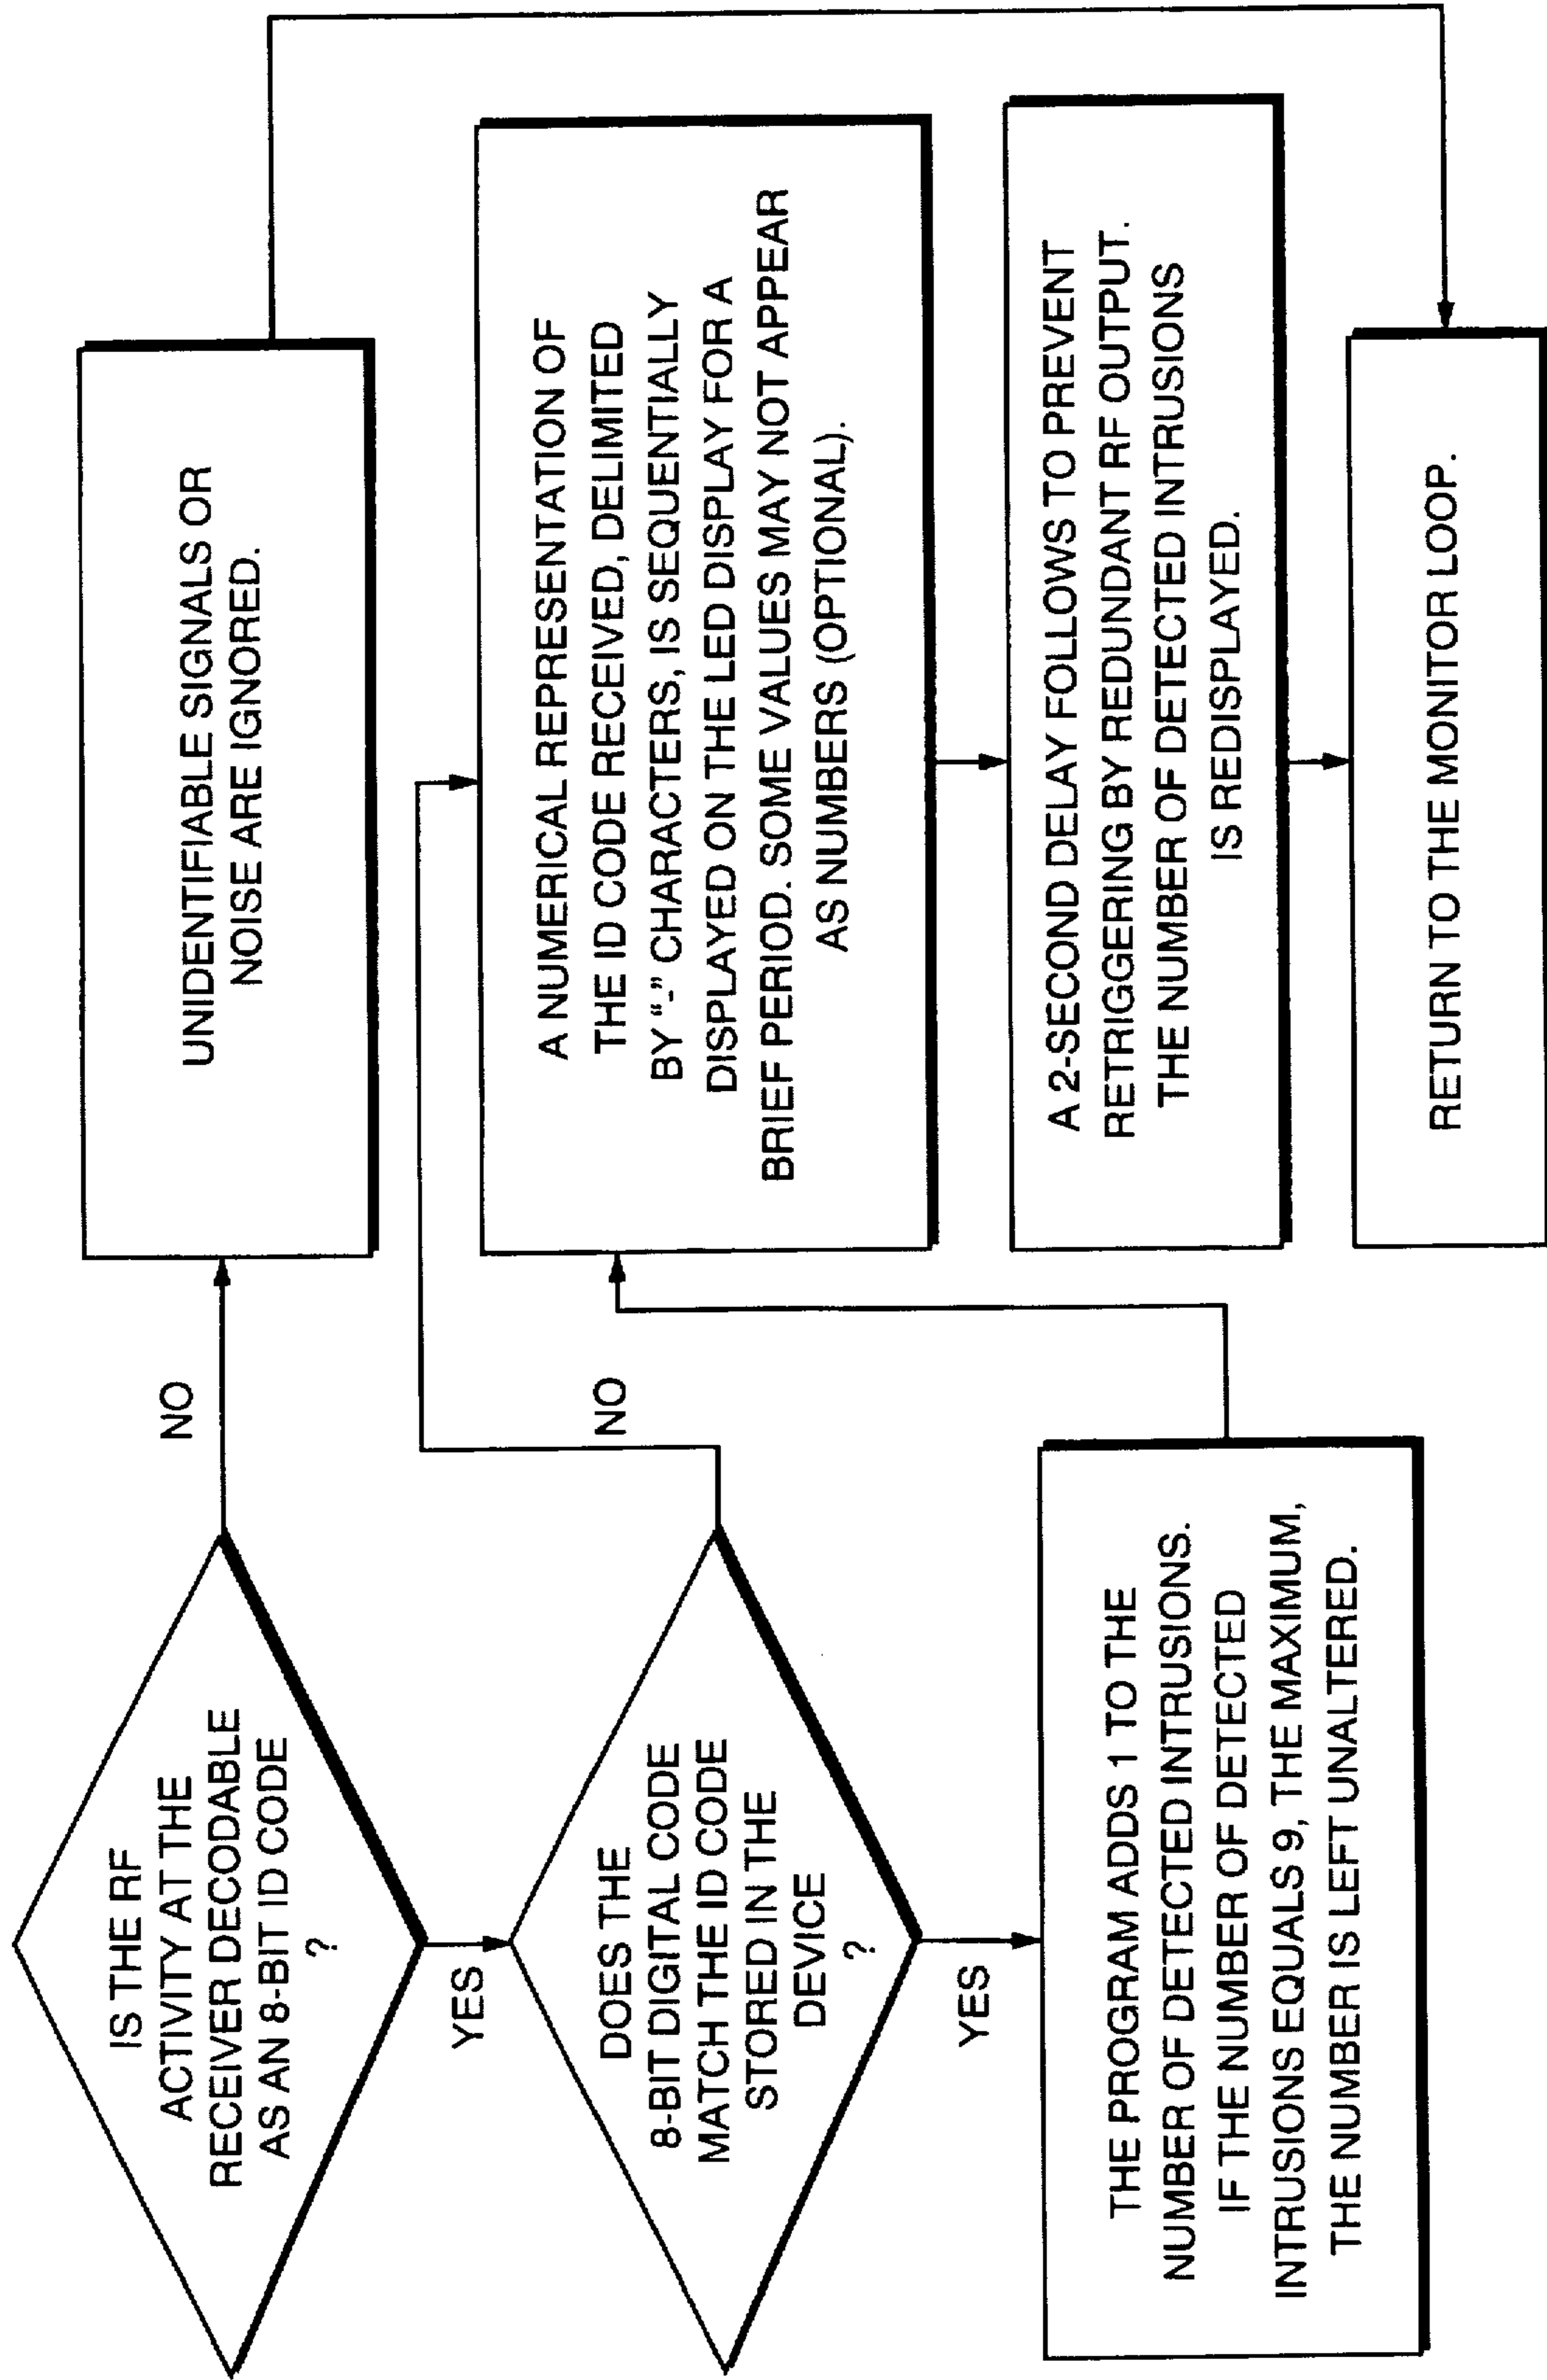 IS THE RF
ACTIVITY AT THE
RECEIVER DECODABLE
AS AN 8-BIT ID CODE
?
NO
UNIDENTIFIABLE SIGNALS OR
NOISE ARE IGNORED.
YES
DOES THE
8-BIT DIGITAL CODE
MATCH THE ID CODE
STORED IN THE
DEVICE
?
NO
A NUMERICAL REPRESENTATION OF
THE ID CODE RECEIVED, DELIMITED
BY “-” CHARACTERS, IS SEQUENTIALLY
DISPLAYED ON THE LED DISPLAY FOR A
BRIEF PERIOD. SOME VALUES MAY NOT APPEAR
AS NUMBERS (OPTIONAL).
YES
THE PROGRAM ADDS 1 TO THE
NUMBER OF DETECTED INTRUSIONS.
IF THE NUMBER OF DETECTED
INTRUSIONS EQUALS 9, THE MAXIMUM,
THE NUMBER IS LEFT UNALTERED.
A 2-SECOND DELAY FOLLOWS TO PREVENT
RETRIGGERING BY REDUNDANT RF OUTPUT.
THE NUMBER OF DETECTED INTRUSIONS
IS REDISPLAYED.
RETURN TO THE MONITOR LOOP.